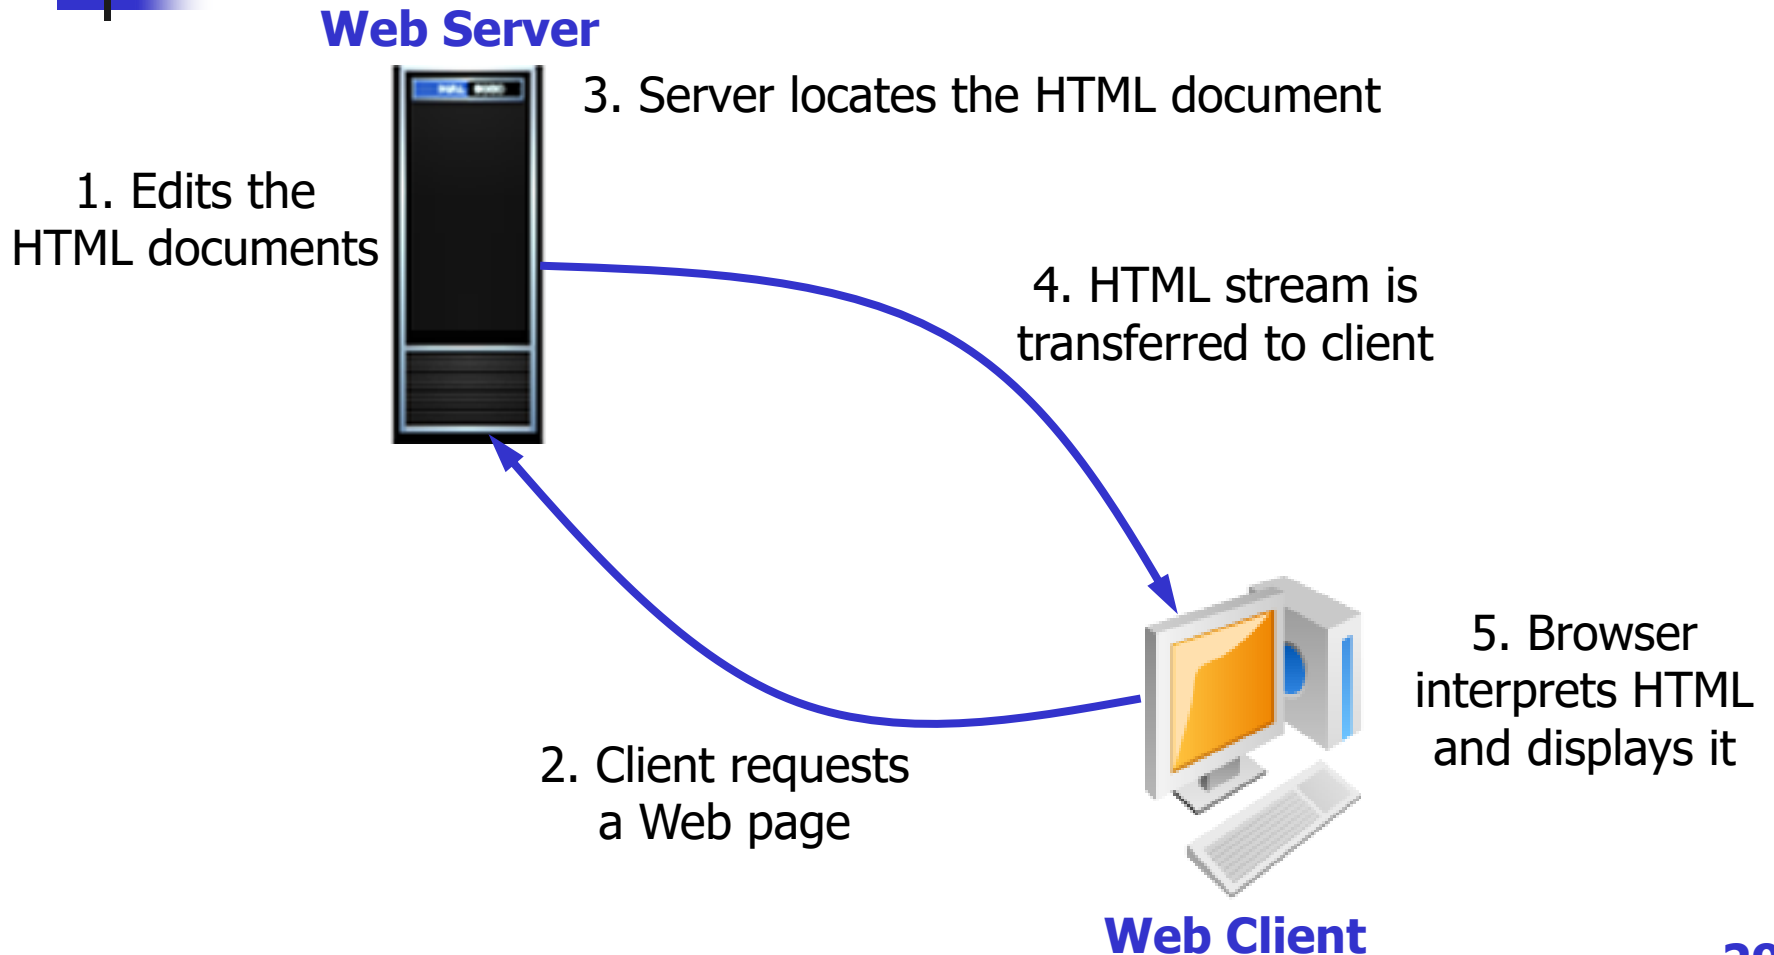 Web Server
3. Server locates the HTML document
1. Edits the
HTML documents
4. HTML stream is
transferred to client
5. Browser
interprets HTML
and displays it
2. Client requests
a Web page
Web Client